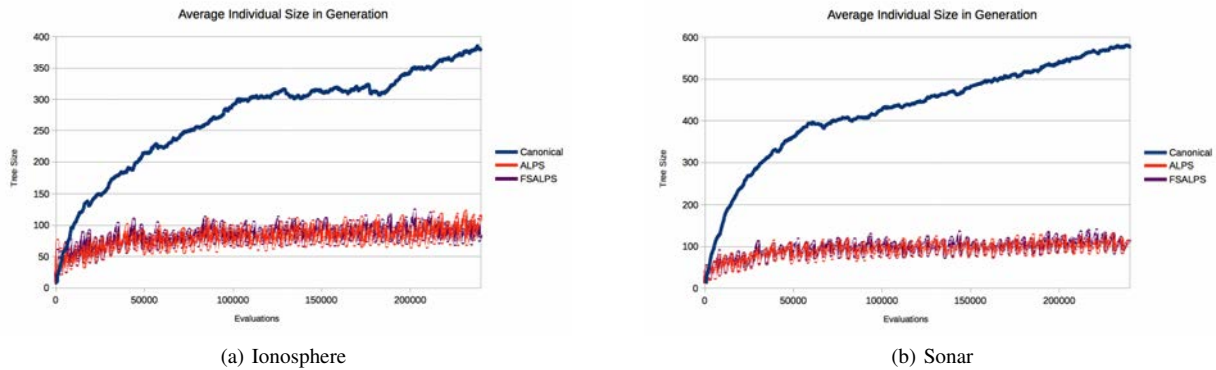 Average Individual Size in Generation
400
350
300
250
200
150
100
50
0
Tree Size
0
50000
100000
150000
200000
Evaluations
Canonical
ALPS
FSALPS
(a) Ionosphere
Average Individual Size in Generation
600
500
400
300
200
100
0
Tree Size
0
50000
100000
150000
200000
Evaluations
Canonical
ALPS
FSALPS
(b) Sonar